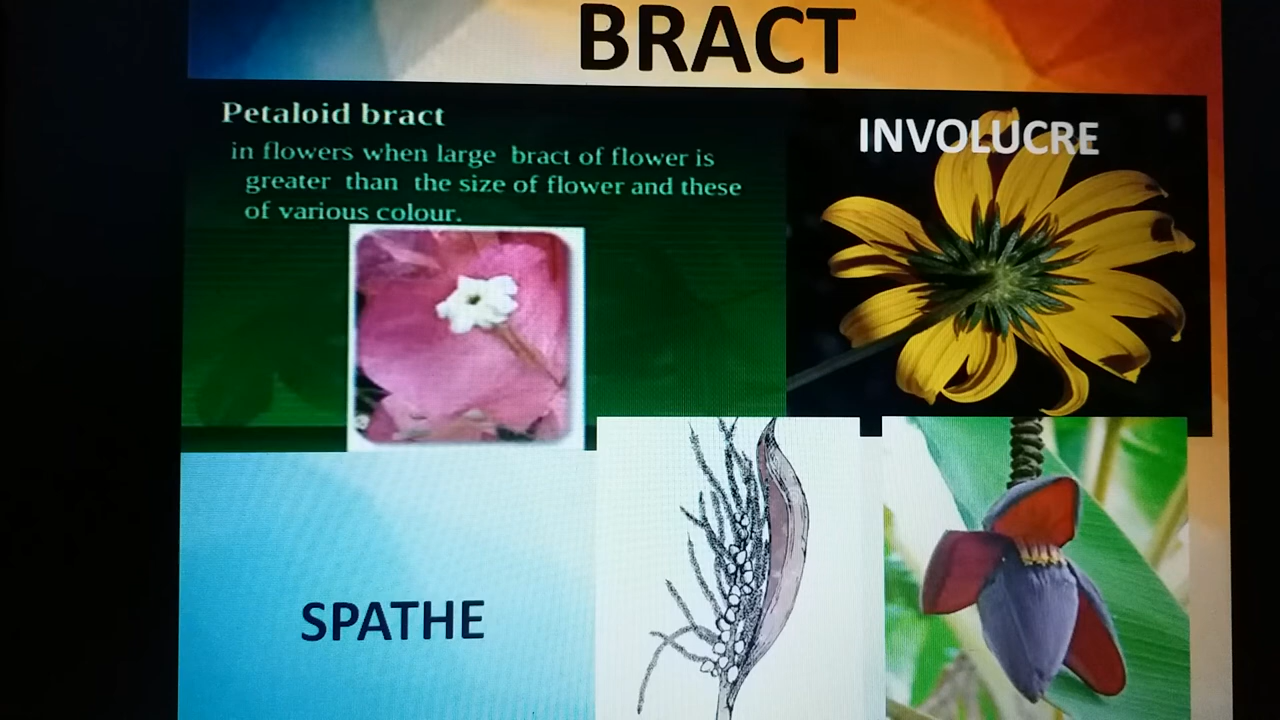 BRACT
Petaloid bract
in flowers when large bract of flower is
greater than the size of flower and these
of various colour.
INVOLUCRE
SPATHE